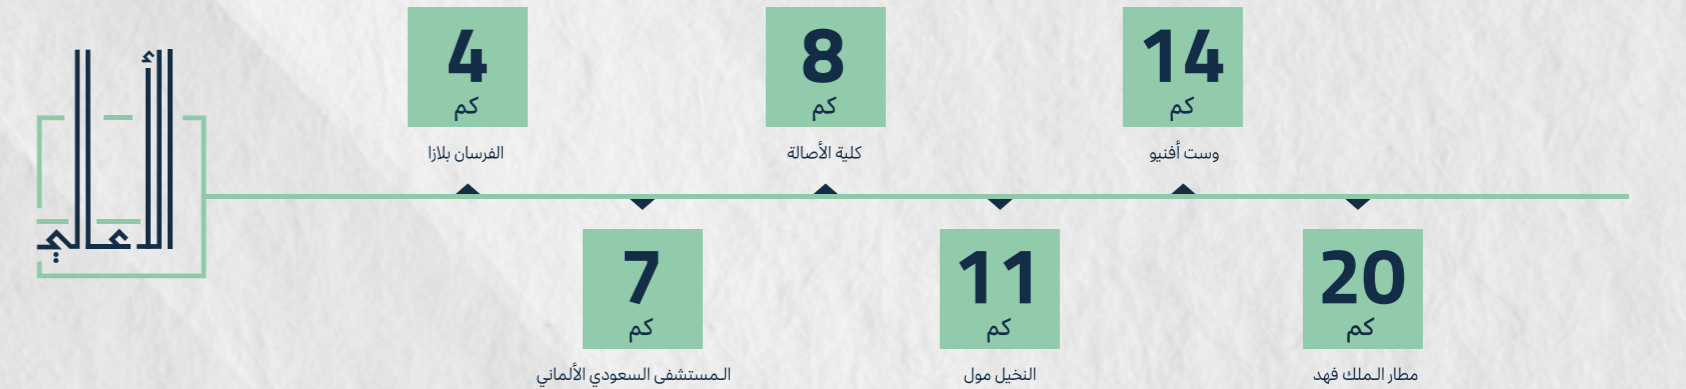 الأعالي
4
كم
الفرسان بلازا
7
كم
المستشفى السعودي الألماني
8
كم
كلية الأصالة
11
كم
النخيل مول
14
كم
وست أفنيو
20
كم
مطار الملك فهد